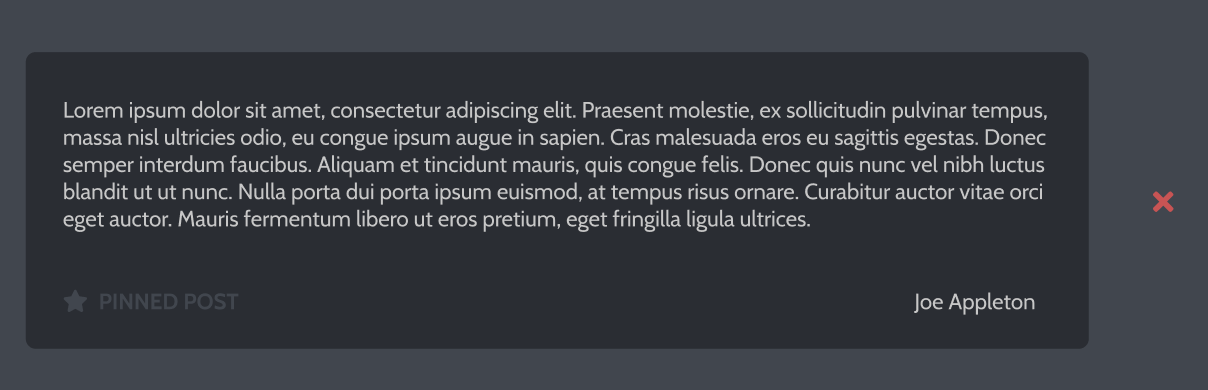 Lorem ipsum dolor sit amet, consectetur adipiscing elit. Praesent molestie, ex sollicitudin pulvinar tempus,
massa nisl ultricies odio, eu congue ipsum augue in sapien. Cras malesuada eros eu sagittis egestas. Donec
semper interdum faucibus. Aliquam et tincidunt mauris, quis congue felis. Donec quis nunc vel nibh luctus
blandit ut ut nunc. Nulla porta dui porta ipsum euismod, at tempus risus ornare. Curabitur auctor vitae orci
eget auctor. Mauris fermentum libero ut eros pretium, eget fringilla ligula ultrices.
PINNED POST
Joe Appleton